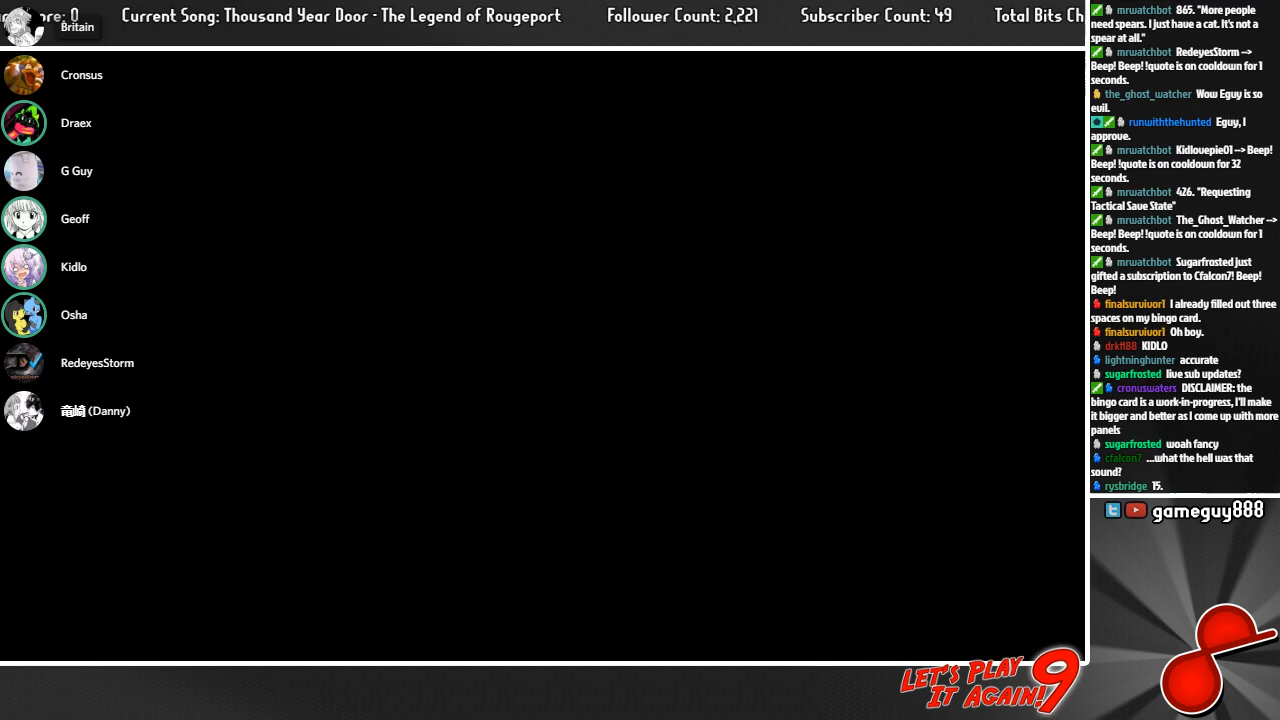 ore: 0
Current Song: Thousand Year Door - The Legend of Rougeport
Follower Count: 2,221
Subscriber Count: 49
Total Bits Ch
Britain
Cronsus
Draex
G Guy
Geoff
Kidlo
Osha
RedeyesStorm
竜崎 (Danny)
mrwatchbot 865. "More people
need spears. I just have a cat. It's not a
spear at all."
mrwatchbot RedeyesStorm -->
Beep! Beep! !quote is on cooldown for 1
seconds.
the_ghost_watcher Wow Eguy is so
evil.
runwiththehunted Eguy, I
approve.
mrwatchbot Kidlovepie01 --> Beep!
Beep! !quote is on cooldown for 32
seconds.
mrwatchbot 426. "Requesting
Tactical Save State"
mrwatchbot The_Ghost_Watcher -->
Beep! Beep! !quote is on cooldown for 1
seconds.
mrwatchbot Sugarfrosted just
gifted a subscription to Cfalcon7! Beep!
Beep!
finalsurvivor1 I already filled out three
spaces on my bingo card.
finalsurvivor1 Oh boy.
drkfl88 KIDLO
lightninghunter accurate
sugarfrosted live sub updates?
cronuswaters DISCLAIMER: the
bingo card is a work-in-progress, I'll make
it bigger and better as I come up with more
panels
sugarfrosted woah fancy
cfalcon7 ...what the hell was that
sound?
rysbridge 15.
gameguy888
LET'S PLAY
IT AGAIN! 9